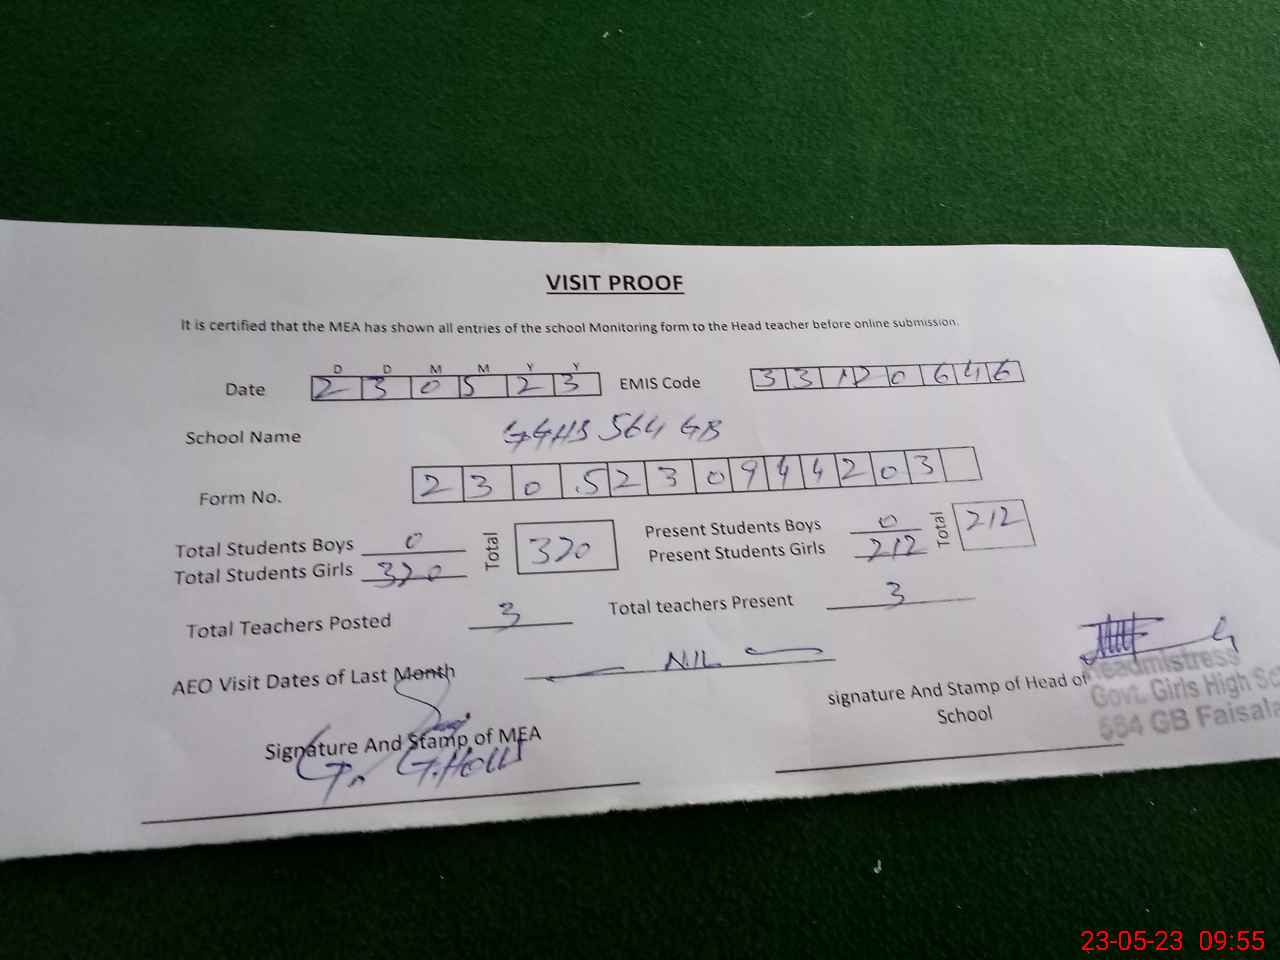 VISIT PROOF
It is certified that the MEA has shown all entries of the school Monitoring form to the Head teacher before online submission.
D D M M Y Y
Date 2 3 0 5 2 3 EMIS Code 3 3 1 2 0 6 4 6
School Name GGHS 564 GB
Form No. 2 3 0 5 2 3 0 9 4 4 2 0 3
Total Students Boys 0 Total 320 Present Students Boys 0 Total 212
Total Students Girls 320 Present Students Girls 212
Total Teachers Posted 3 Total teachers Present 3
AEO Visit Dates of Last Month NIL
Signature And Stamp of MEA
signature And Stamp of Head of School
Headmistress
Govt. Girls High Sc
564 GB Faisala
23-05-23 09:55